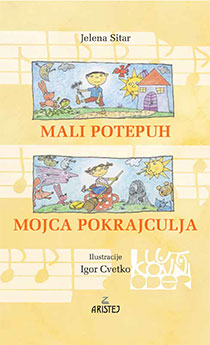 Jelena Sitar
MALI POTEPUH
MOJCA POKRAJCULJA
Ilustracije
Igor Cvetko
ARISTEJ